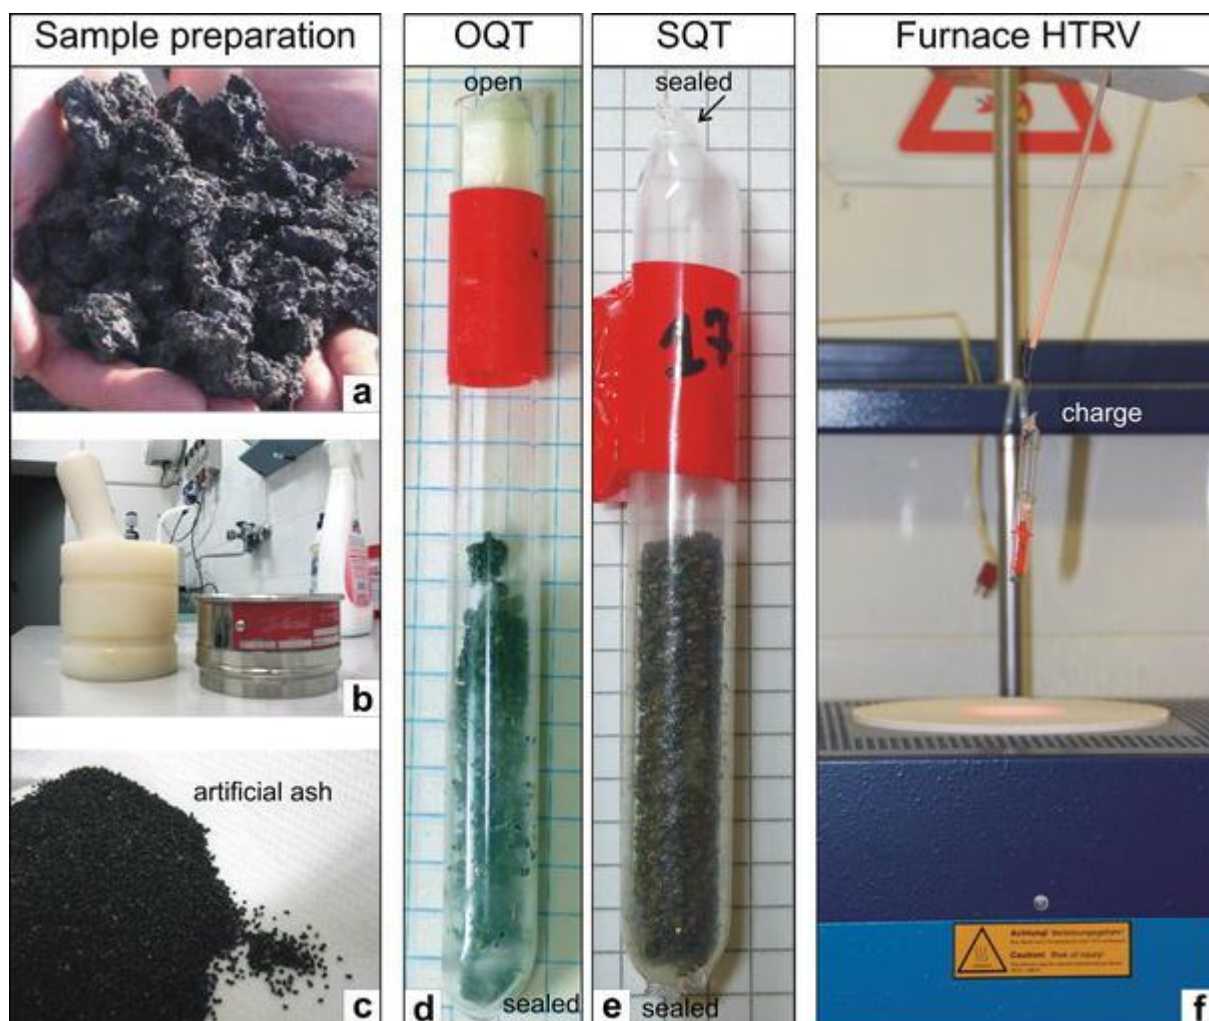 Sample preparation
a
b
artificial ash
c
OQT
open
sealed
d
SQT
sealed
17
e
sealed
Furnace HTRV
charge
Achtung! Verletzungsgefahr!
Caution! Risk of injury!
f